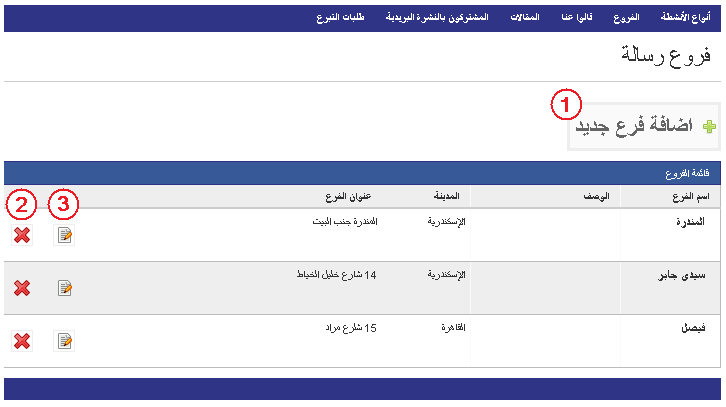 أنواع الأنشطة الفروع قالوا عنا المقالات المشتركون بالنشرة البريدية طلبات التبرع
فروع رسالة
1
اضافة فرع جديد
قائمة الفروع
اسم الفرع الوصف المدينة عنوان الفرع 3 2
المندرة الإسكندرية المندرة جنب البيت
سيدي جابر الإسكندرية 14 شارع خليل الخياط
فيصل القاهرة 15 شارع مراد